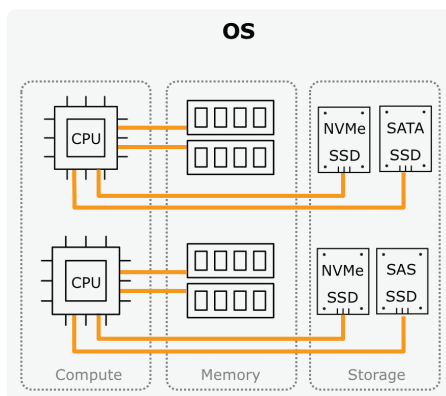 OS
CPU
NVMe
SSD
SATA
SSD
CPU
NVMe
SSD
SAS
SSD
Compute
Memory
Storage